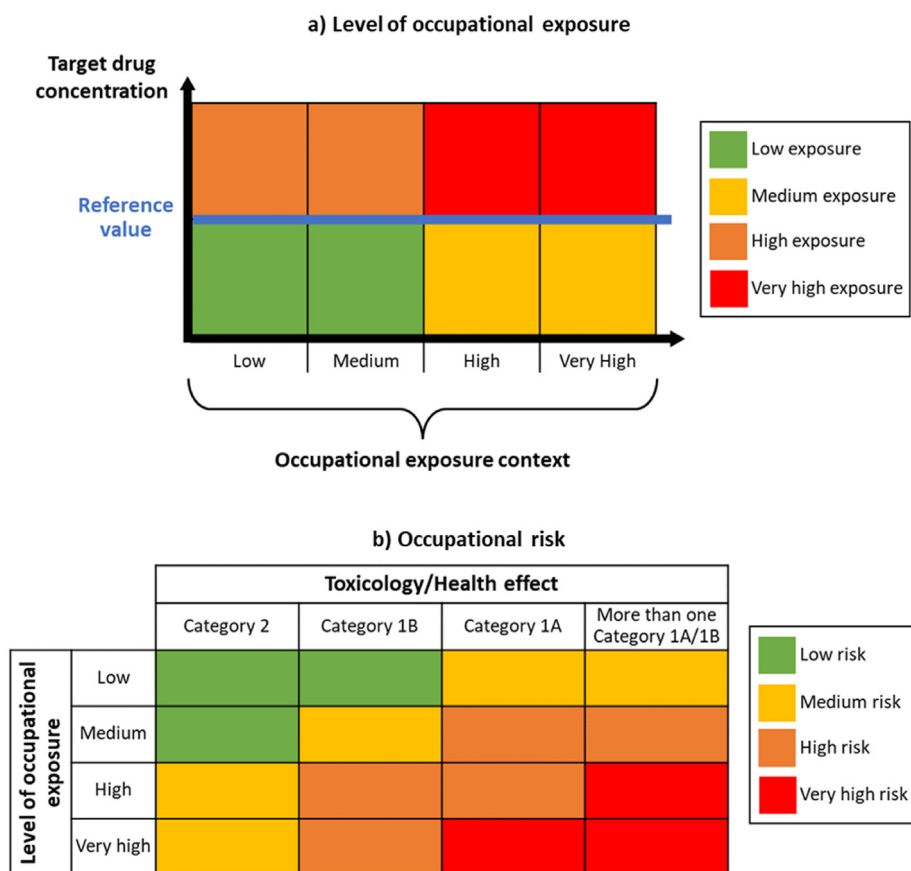 a) Level of occupational exposure
Target drug
concentration
Reference
value
Low
Medium
High
Very High
Occupational exposure context
Low exposure
Medium exposure
High exposure
Very high exposure
b) Occupational risk
Toxicology/Health effect
Category 2
Category 1B
Category 1A
More than one
Category 1A/1B
Level of occupational
exposure
Low
Medium
High
Very high
Low risk
Medium risk
High risk
Very high risk